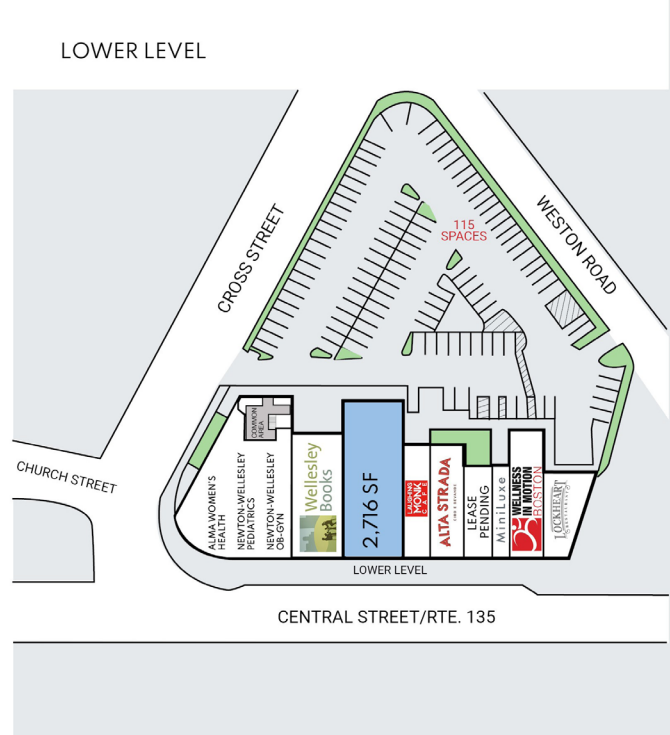 LOWER LEVEL
CROSS STREET
WESTON ROAD
115
SPACES
CHURCH STREET
COMMON
AREA
ALMA WOMEN'S
HEALTH
NEWTON-WELLESLEY
PEDIATRICS
NEWTON-WELLESLEY
OB-GYN
Wellesley
Books
2,716 SF
LAUGHING
MONK
CAFE
ALTA STRADA
LEASE
PENDING
MiniLuxe
WELLNESS
IN MOTION
BOSTON
LOCKHEART
LOWER LEVEL
CENTRAL STREET/RTE. 135